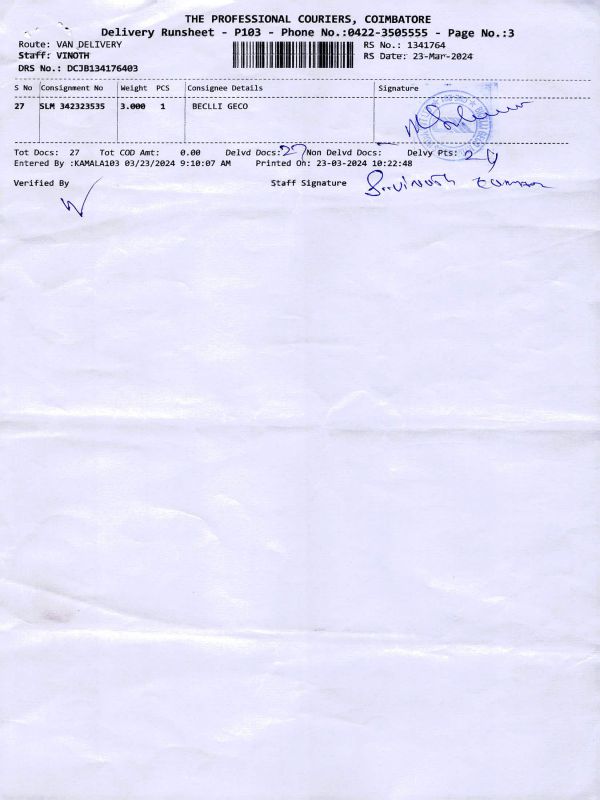 THE PROFESSIONAL COURIERS, COIMBATORE
Delivery Runsheet - P103 - Phone No.:0422-3505555 - Page No.:3
Route: VAN DELIVERY RS No.: 1341764
Staff: VINOTH RS Date: 23-Mar-2024
DRS No.: DCJB134176403
S No Consignment No Weight PCS Consignee Details Signature
27 SLM 342323535 3.000 1 BECLLI GECO
Tot Docs: 27 Tot COD Amt: 0.00 Delvd Docs: 27 Non Delvd Docs: Delvy Pts:
Entered By :KAMALA103 03/23/2024 9:10:07 AM Printed On: 23-03-2024 10:22:48
Verified By Staff Signature S.vinoth